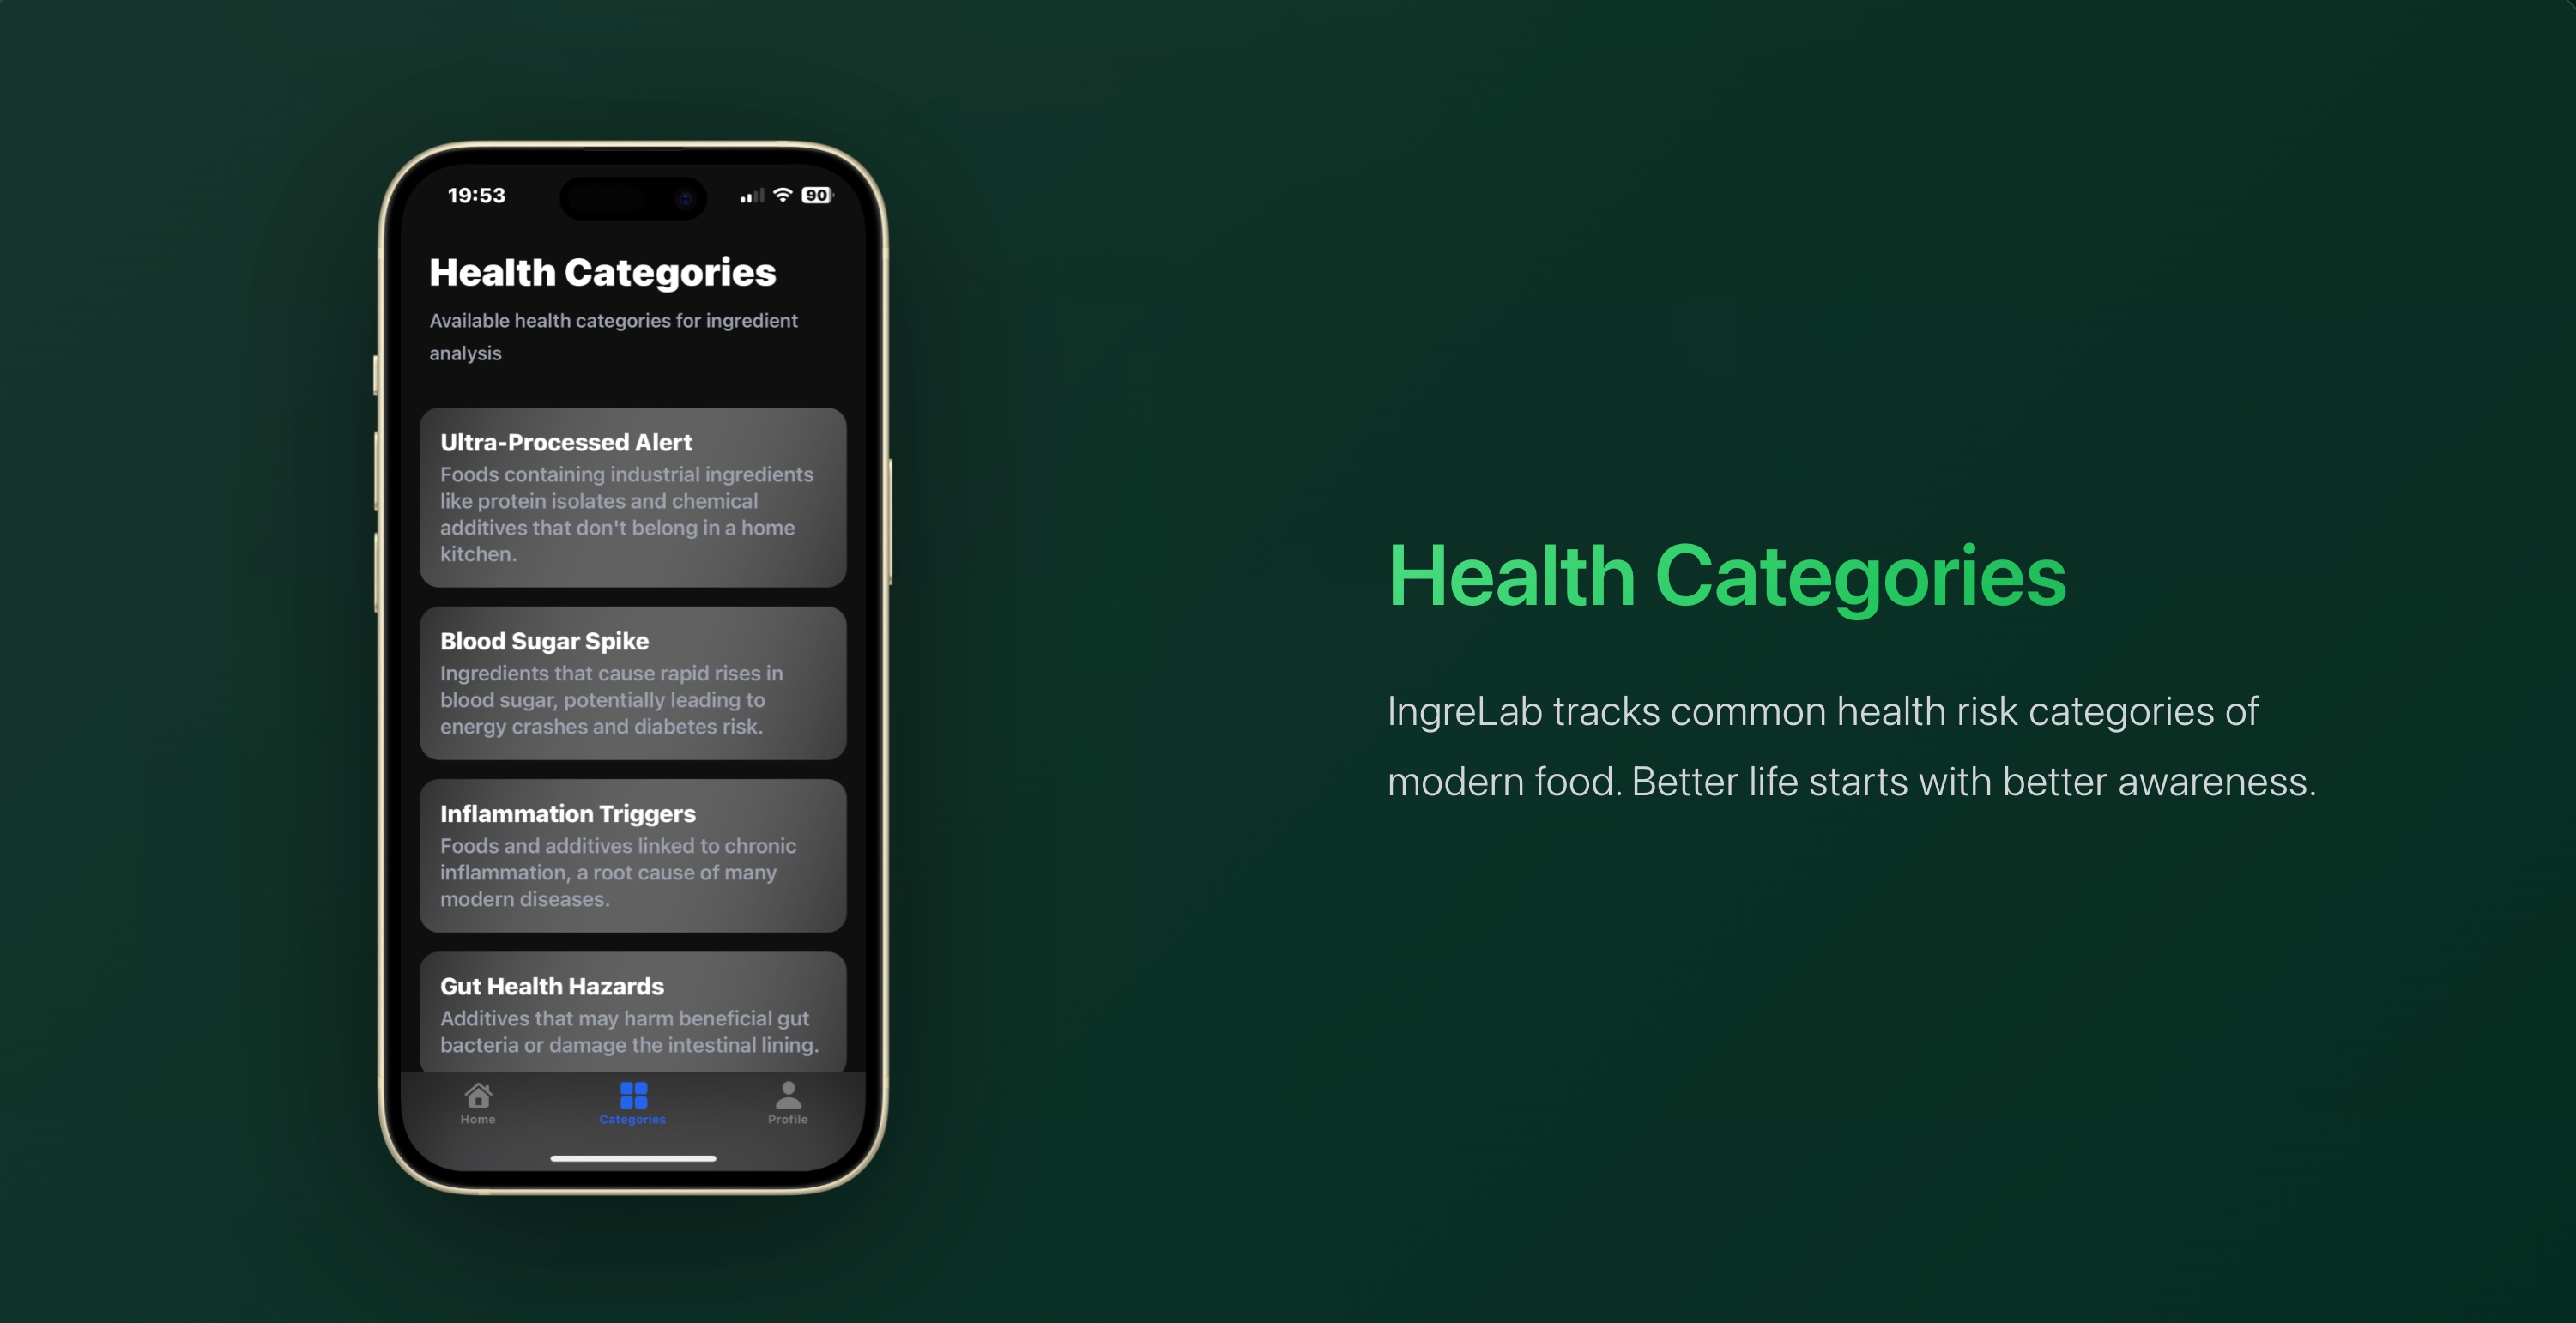 19:53
90
Health Categories
Available health categories for ingredient
analysis
Ultra-Processed Alert
Foods containing industrial ingredients
like protein isolates and chemical
additives that don't belong in a home
kitchen.
Blood Sugar Spike
Ingredients that cause rapid rises in
blood sugar, potentially leading to
energy crashes and diabetes risk.
Inflammation Triggers
Foods and additives linked to chronic
inflammation, a root cause of many
modern diseases.
Gut Health Hazards
Additives that may harm beneficial gut
bacteria or damage the intestinal lining.
Home
Categories
Profile
Health Categories
IngreLab tracks common health risk categories of
modern food. Better life starts with better awareness.